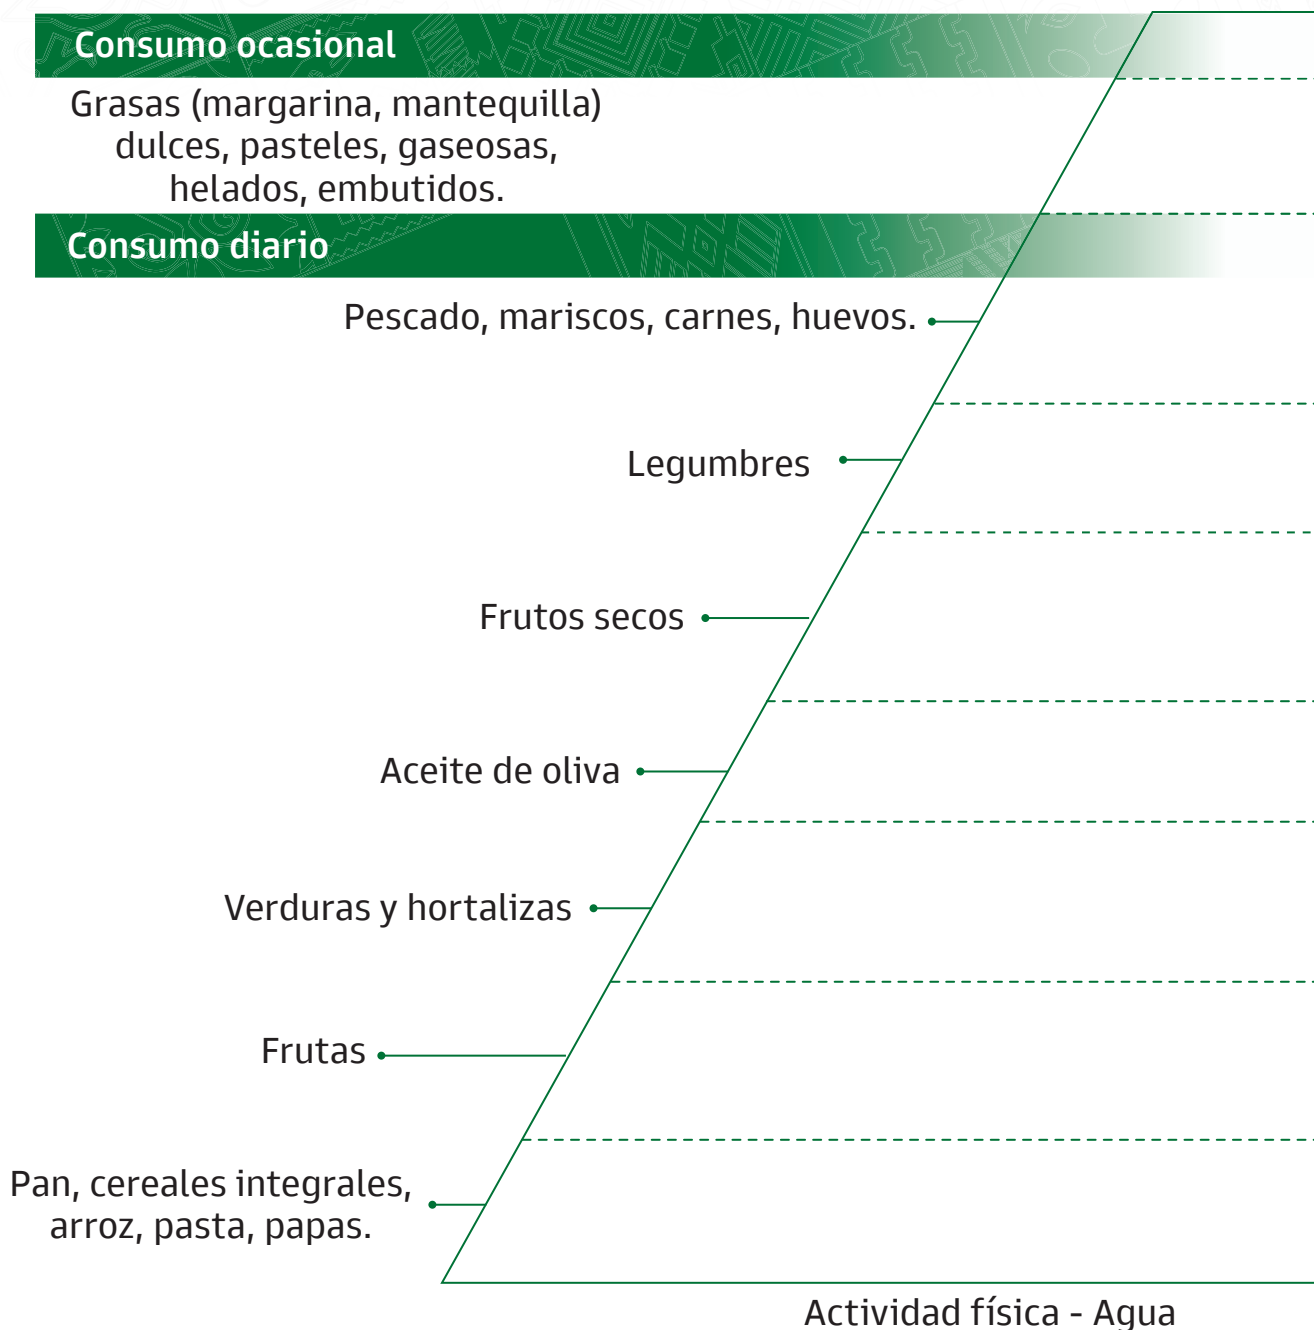 Consumo ocasional
Grasas (margarina, mantequilla)
dulces, pasteles, gaseosas,
helados, embutidos.
Consumo diario
Pescado, mariscos, carnes, huevos.
Legumbres
Frutos secos
Aceite de oliva
Verduras y hortalizas
Frutas
Pan, cereales integrales,
arroz, pasta, papas.
Actividad física - Agua